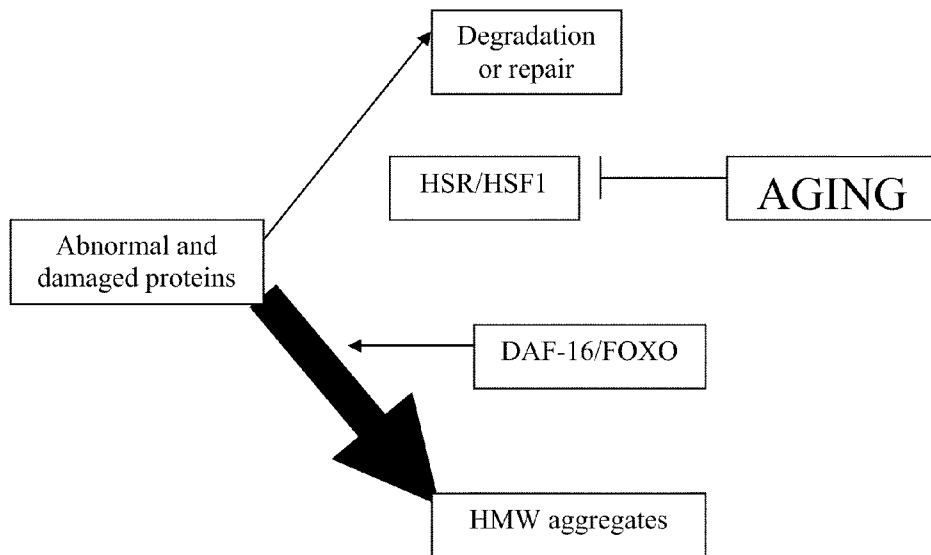 Degradation
or repair
HSR/HSF1
AGING
Abnormal and
damaged proteins
DAF-16/FOXO
HMW aggregates